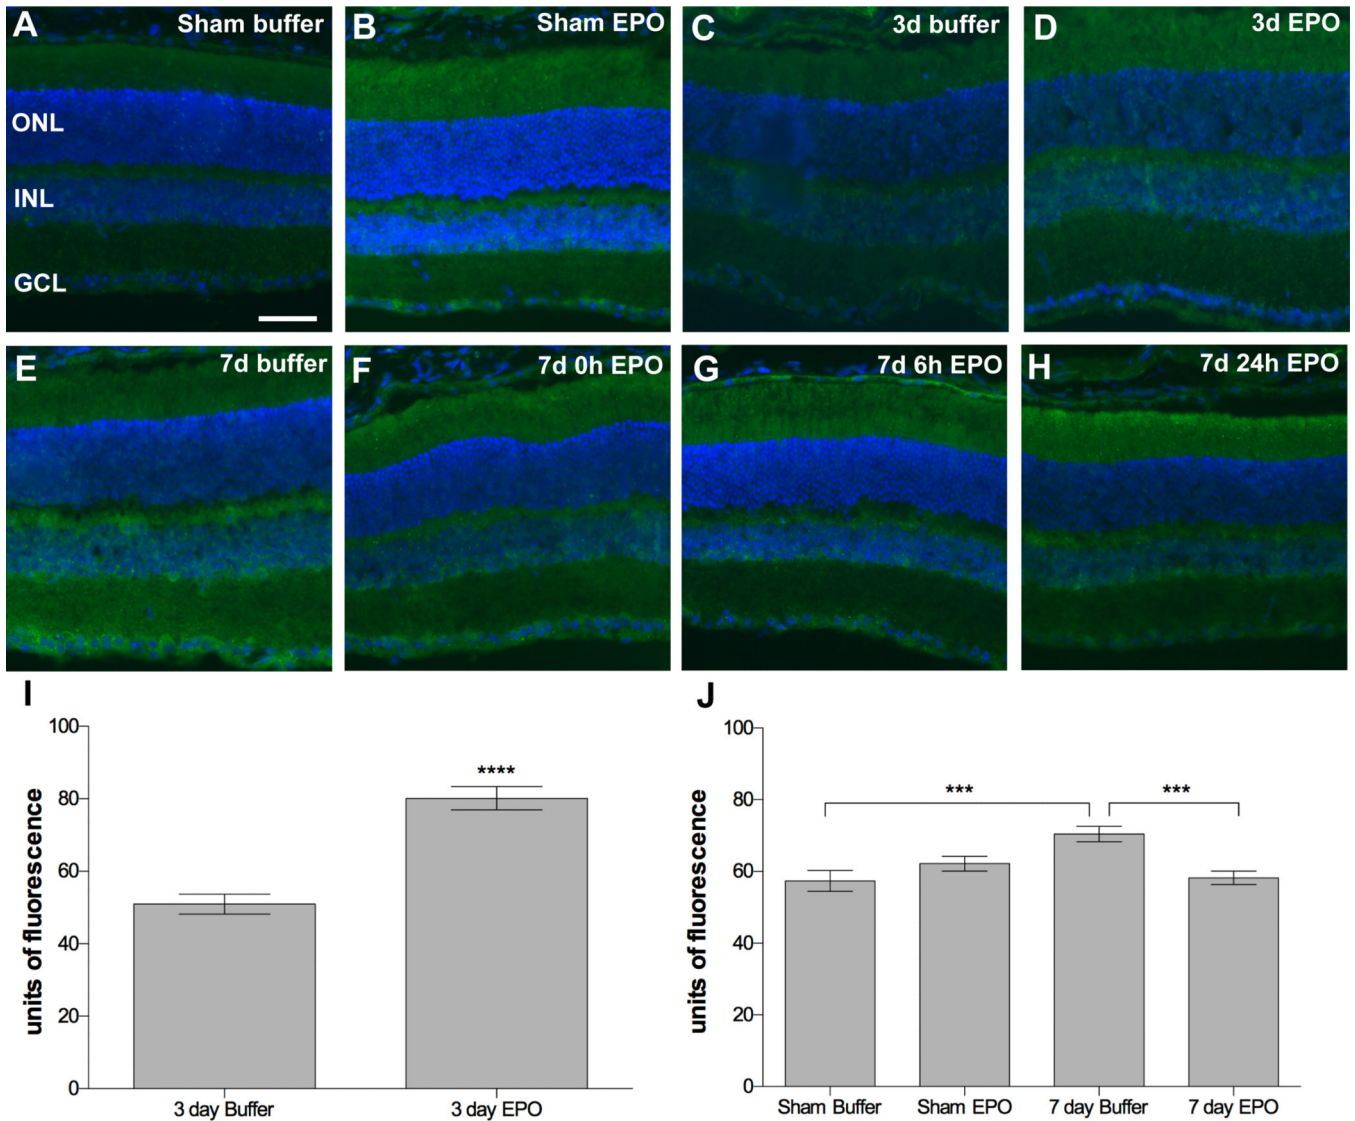 A Sham buffer
B Sham EPO
C 3d buffer
D 3d EPO
ONL
INL
GCL
E 7d buffer
F 7d 0h EPO
G 7d 6h EPO
H 7d 24h EPO
I
units of fluorescence
100
80
60
40
20
0
****
3 day Buffer
3 day EPO
J
units of fluorescence
100
80
60
40
20
0
***
***
Sham Buffer
Sham EPO
7 day Buffer
7 day EPO